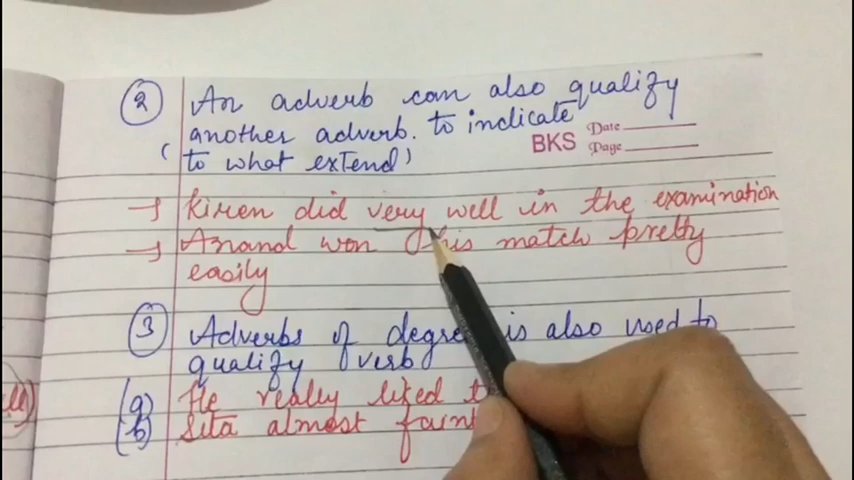 2 An adverb can also qualify
another adverb. to indicate
(to what extend)
BKS Date
Page
→ Kiren did very well in the examination
→ Anand won his match pretty
easily
3 Adverbs of degree is also used to
qualify verb
(a) He really liked
(b) Sita almost faint